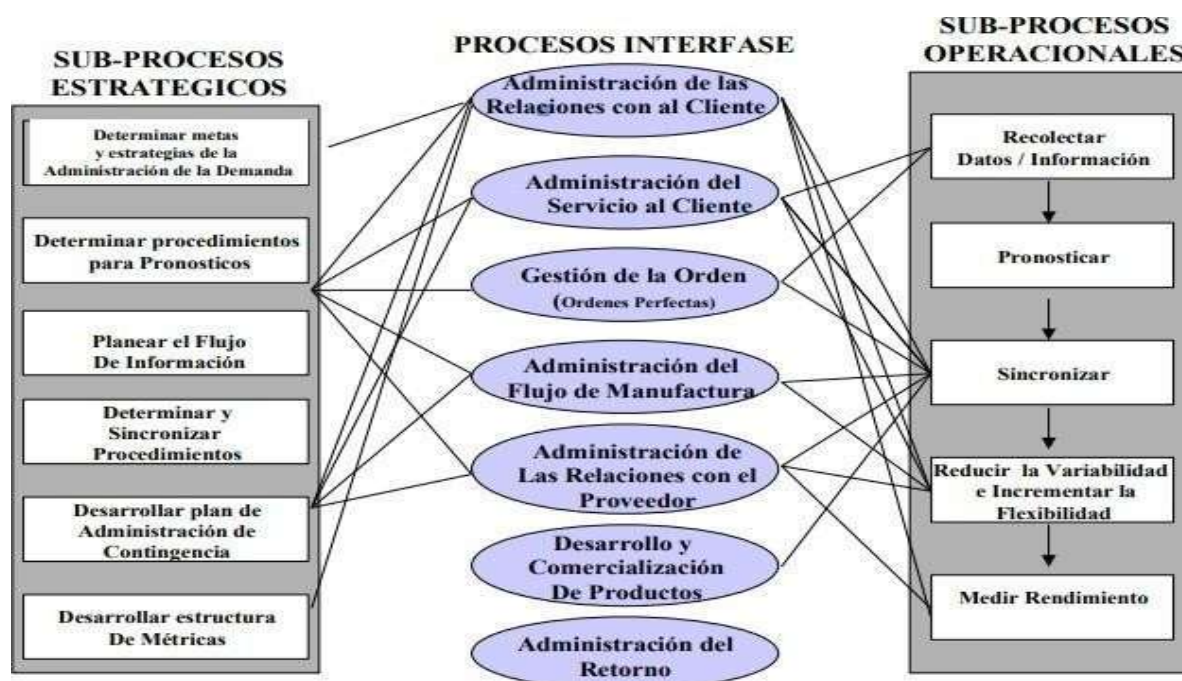 SUB-PROCESOS
ESTRATEGICOS
Determinar metas
y estrategias de la
Administración de la Demanda
Determinar procedimientos
para Pronosticos
Planear el Flujo
De Información
Determinar y
Sincronizar
Procedimientos
Desarrollar plan de
Administración de
Contingencia
Desarrollar estructura
De Métricas
PROCESOS INTERFASE
Administración de las
Relaciones con al Cliente
Administración del
Servicio al Cliente
Gestión de la Orden
(Ordenes Perfectas)
Administración del
Flujo de Manufactura
Administración de
Las Relaciones con el
Proveedor
Desarrollo y
Comercialización
De Productos
Administración del
Retorno
SUB-PROCESOS
OPERACIONALES
Recolectar
Datos / Información
Pronosticar
Sincronizar
Reducir la Variabilidad
e Incrementar la
Flexibilidad
Medir Rendimiento